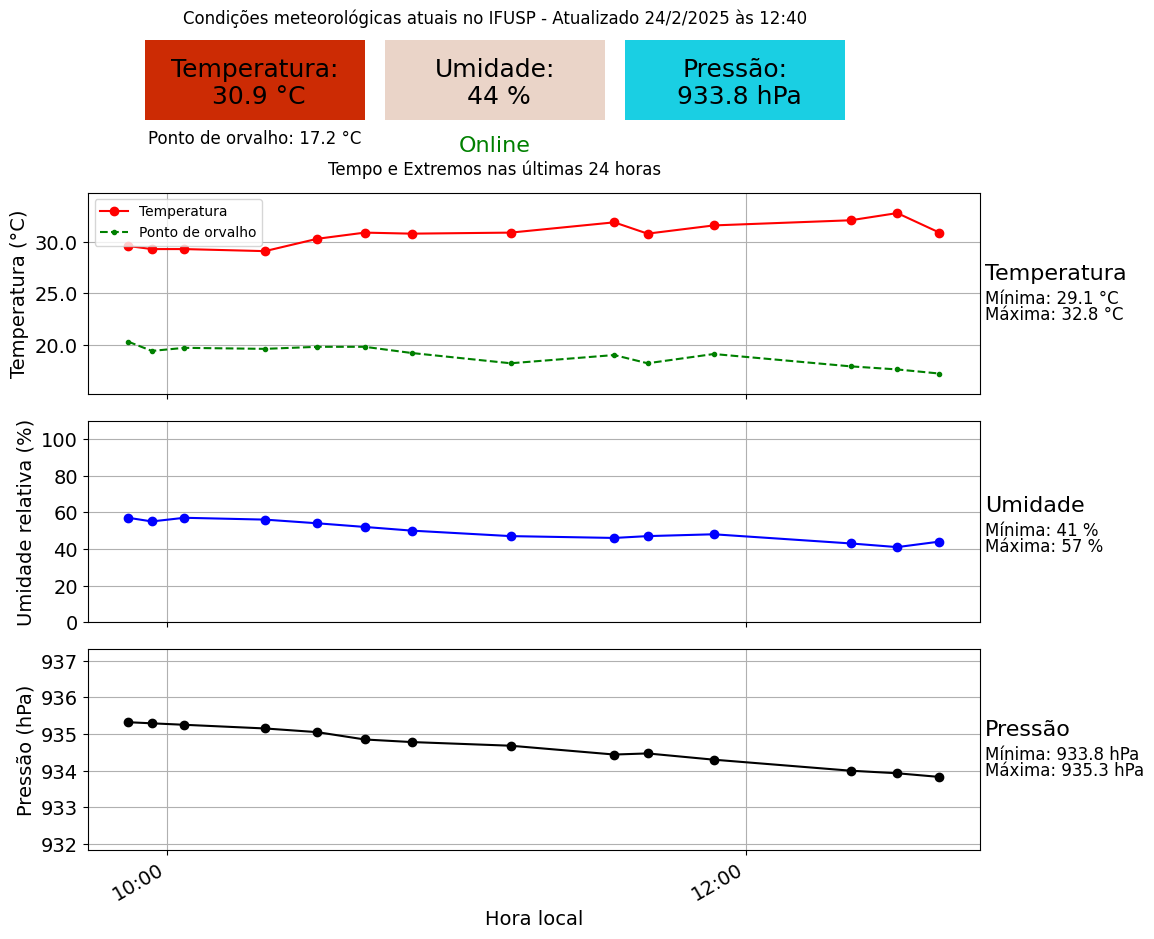 Condições meteorológicas atuais no IFUSP - Atualizado 24/2/2025 às 12:40
Temperatura:
30.9 °C
Umidade:
44 %
Pressão:
933.8 hPa
Ponto de orvalho: 17.2 °C
Online
Tempo e Extremos nas últimas 24 horas
Temperatura
Ponto de orvalho
Temperatura (°C)
30.0
25.0
20.0
Temperatura
Mínima: 29.1 °C
Máxima: 32.8 °C
Umidade relativa (%)
100
80
60
40
20
0
Umidade
Mínima: 41 %
Máxima: 57 %
Pressão (hPa)
937
936
935
934
933
932
Pressão
Mínima: 933.8 hPa
Máxima: 935.3 hPa
10:00
12:00
Hora local